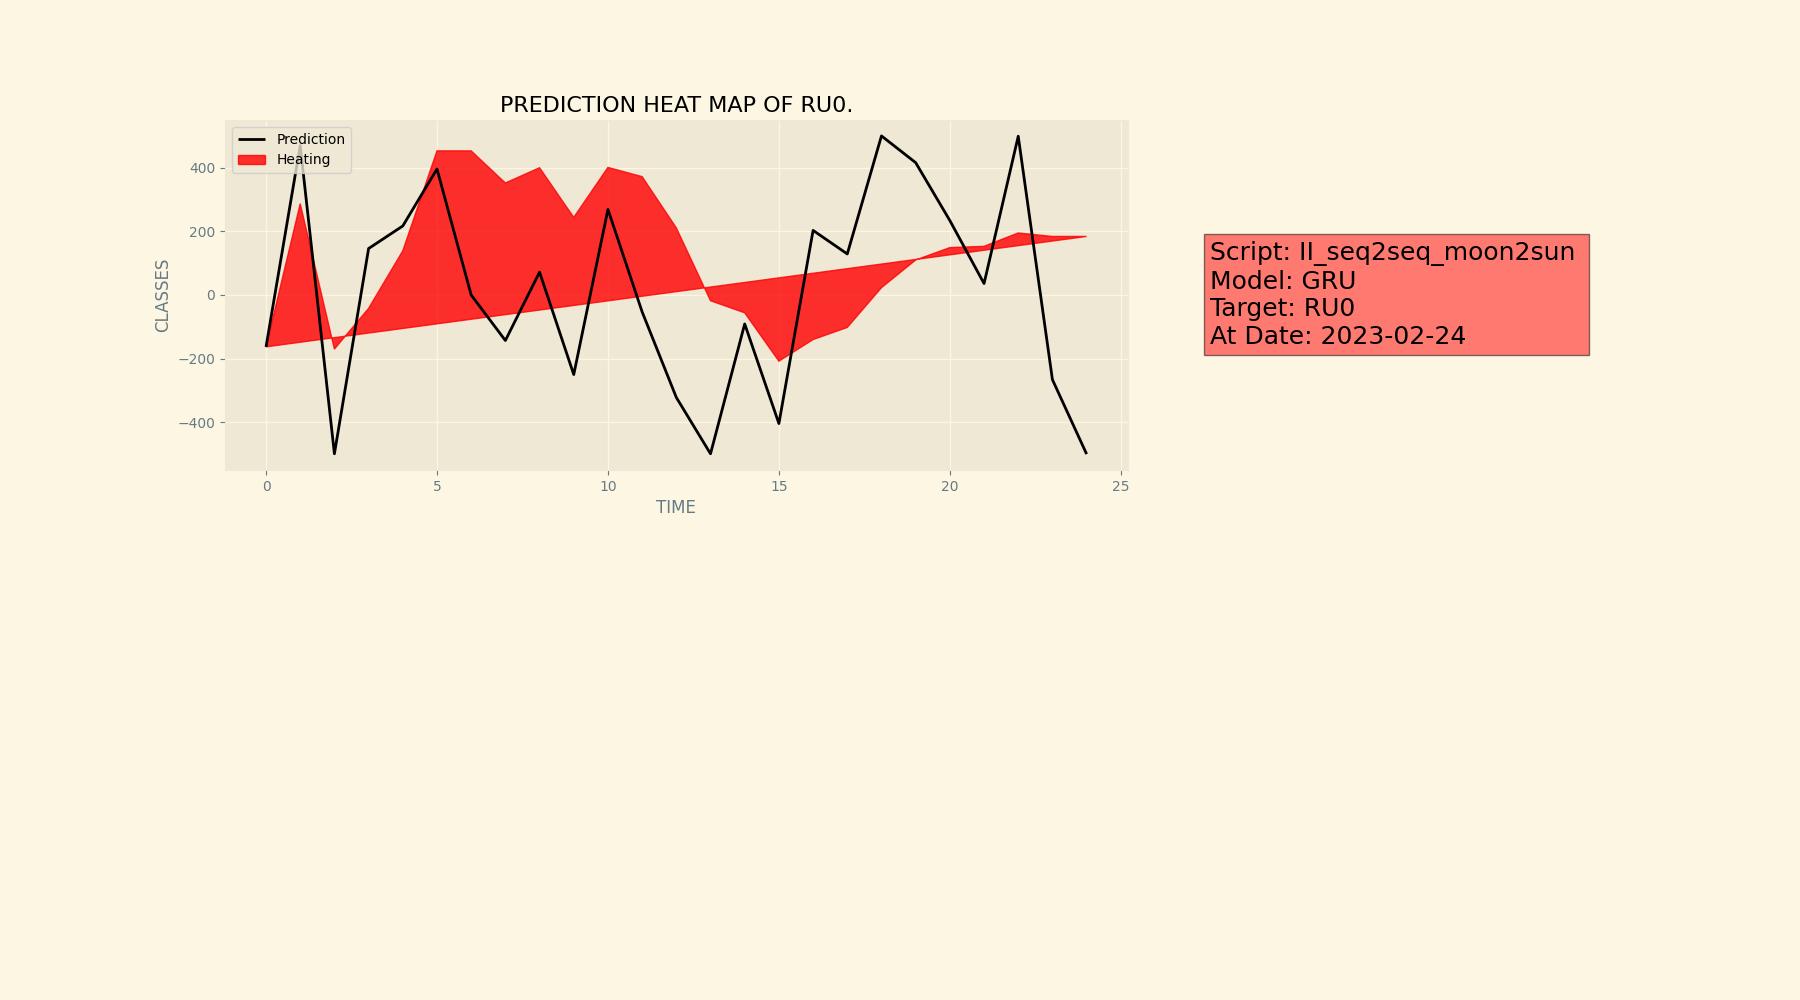 PREDICTION HEAT MAP OF RU0.
Prediction
Heating
400
200
0
−200
−400
CLASSES
0 5 10 15 20 25
TIME
Script: II_seq2seq_moon2sun
Model: GRU
Target: RU0
At Date: 2023-02-24